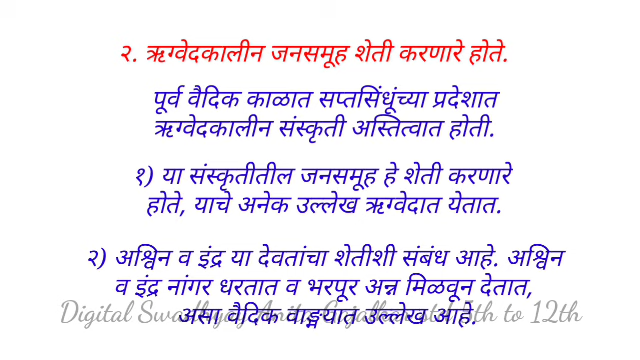 २. ऋग्वेदकालीन जनसमूह शेती करणारे होते.
पूर्व वैदिक काळात सप्तसिंधूंच्या प्रदेशात
ऋग्वेदकालीन संस्कृती अस्तित्वात होती.
१) या संस्कृतीतील जनसमूह हे शेती करणारे
होते, याचे अनेक उल्लेख ऋग्वेदात येतात.
२) अश्विन व इंद्र या देवतांचा शेतीशी संबंध आहे. अश्विन
व इंद्र नांगर धरतात व भरपूर अन्न मिळवून देतात,
असा वैदिक वाङ्मयात उल्लेख आहे.
Digital Swadhyay to 12th